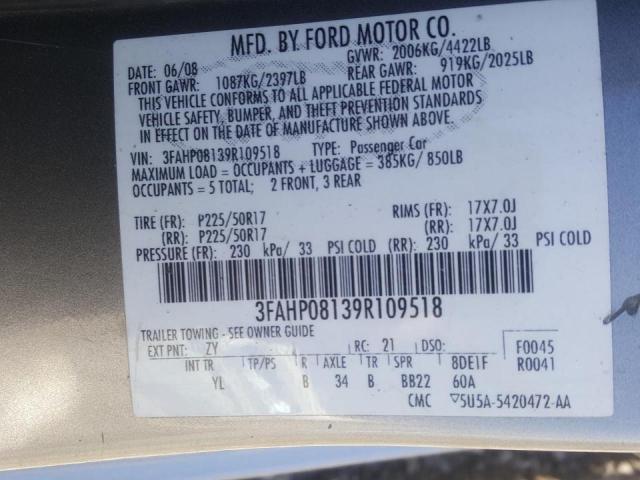 MFD. BY FORD MOTOR CO.
DATE: 06/08 GVWR: 2006KG/4422LB
FRONT GAWR: 1087KG/2397LB REAR GAWR: 919KG/2025LB
THIS VEHICLE CONFORMS TO ALL APPLICABLE FEDERAL MOTOR
VEHICLE SAFETY, BUMPER, AND THEFT PREVENTION STANDARDS
IN EFFECT ON THE DATE OF MANUFACTURE SHOWN ABOVE.
VIN: 3FAHP08139R109518 TYPE: Passenger Car
MAXIMUM LOAD = OCCUPANTS + LUGGAGE = 385KG/ 850LB
OCCUPANTS = 5 TOTAL; 2 FRONT, 3 REAR
TIRE (FR): P225/50R17 RIMS (FR): 17X7.0J
(RR): P225/50R17 (RR): 17X7.0J
PRESSURE (FR): 230 kPa/ 33 PSI COLD (RR): 230 kPa/ 33 PSI COLD
3FAHP08139R109518
TRAILER TOWING - SEE OWNER GUIDE
EXT PNT: ZY RC: 21 DSO: F0045
INT TR TP/PS R AXLE TR SPR 8DE1F R0041
YL B 34 B BB22 60A
CMC ▽5U5A-5420472-AA